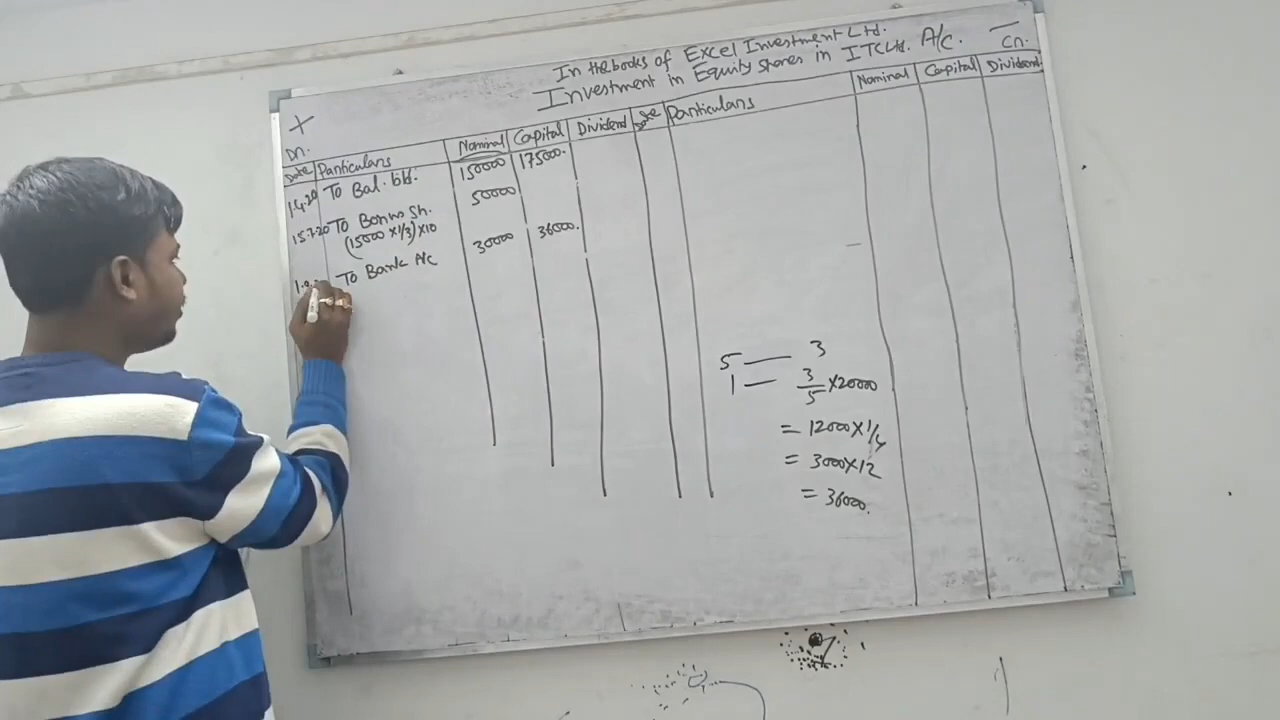 In the books of Excel Investment Ltd.
Investment in Equity Shares in ITC Ltd. A/c.
Dr.
Cr.
Date Particulars Nominal Capital Dividend Date Particulars Nominal Capital Dividend
1.4.20 To Bal. b/d. 150000 175000.
15.7.20 To Bonus Sh. 50000
(15000 x 1/3) x 10
To Bank A/c 30000 36000.
5 — 3
1 — 3/5 x 20000
= 12000 x 1/4
= 3000 x 12
= 36000.